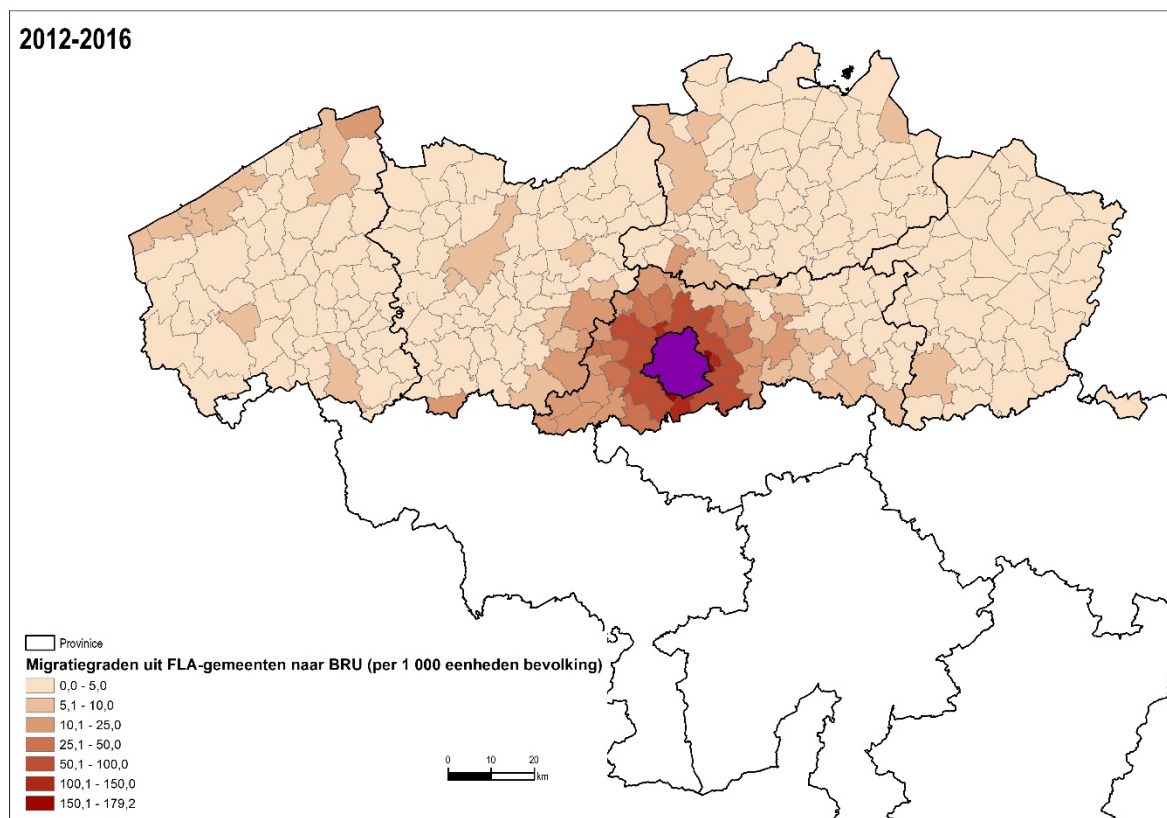 2012-2016
Provinice
Migratiegraden uit FLA-gemeenten naar BRU (per 1 000 eenheden bevolking)
0,0 - 5,0
5,1 - 10,0
10,1 - 25,0
25,1 - 50,0
50,1 - 100,0
100,1 - 150,0
150,1 - 179,2
0 10 20
km